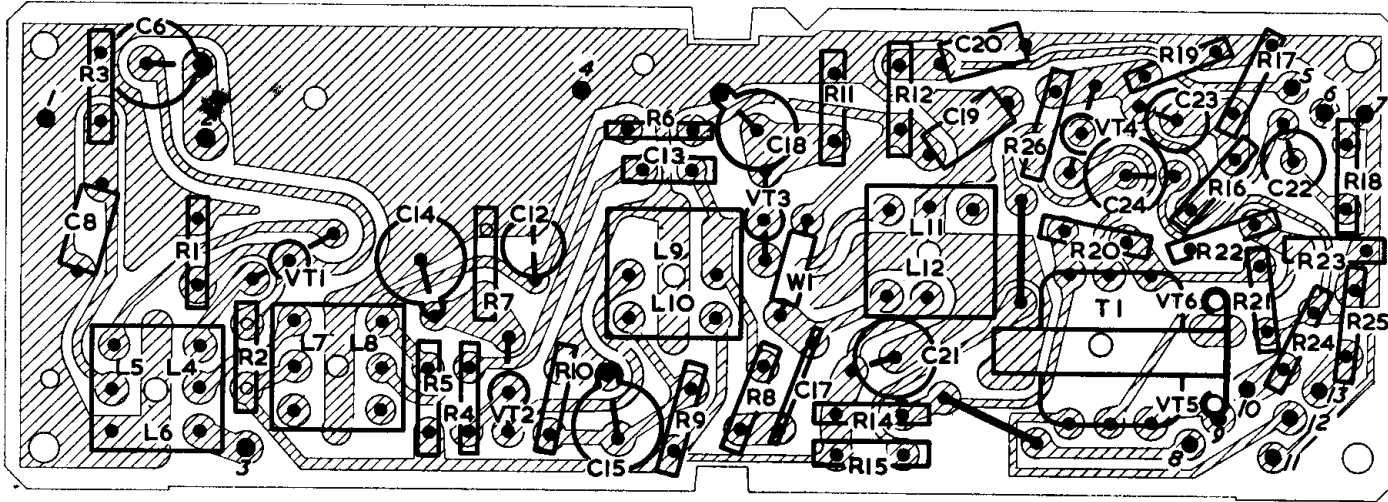 C6
R3
1
2
4
C20
R19
R17
5
6
7
R11
R12
C23
C19
VT4
R6
C18
R26
C13
C8
R1
C14
C12
VT3
C24
R16
C22
R18
L11
VT1
R7
L9
W1
L12
R20
R22
R23
L10
T1
VT6
R21
R25
L5
L4
R2
L7
L8
R5
R10
C21
R24
R4
VT2
R8
C17
VT5
10
13
L6
R9
R14
9
12
3
C15
R15
8
11